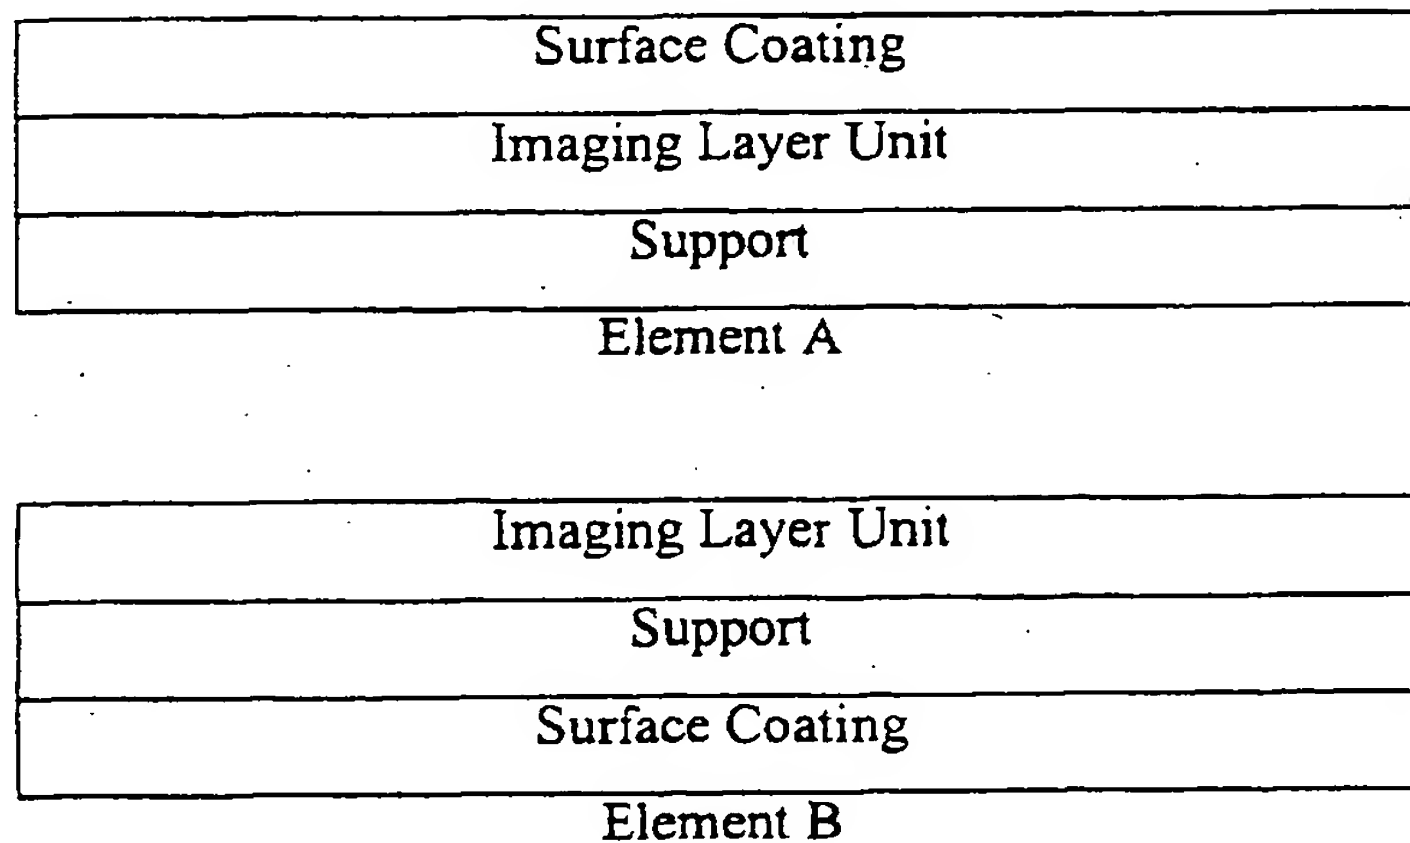 Surface Coating
Imaging Layer Unit
Support
Element A
Imaging Layer Unit
Support
Surface Coating
Element B